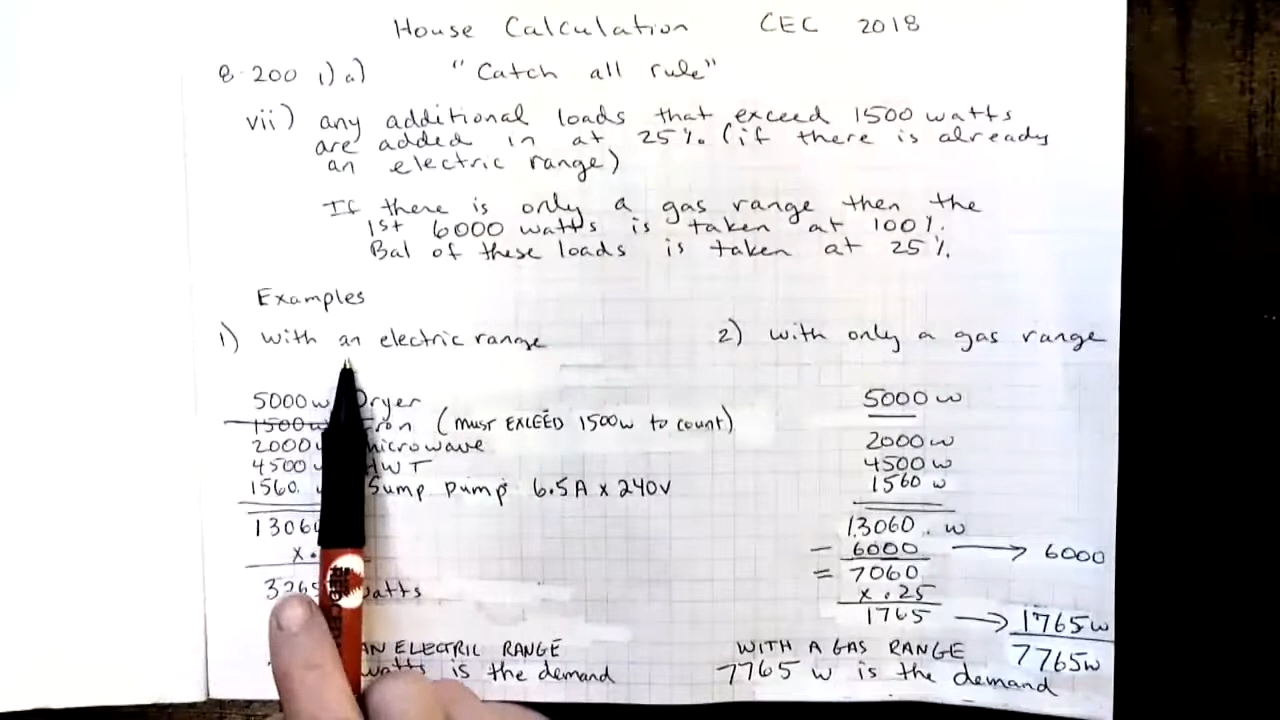 House Calculation CEC 2018
8-200 1) a) "Catch all rule"
vii) any additional loads that exceed 1500 watts
are added in at 25%. (if there is already
an electric range)
If there is only a gas range then the
1st 6000 watts is taken at 100%.
Bal of these loads is taken at 25%.
Examples
1) with an electric range
5000 w Dryer
1500w Iron (must EXCEED 1500w to count)
2000 microwave
4500 HWT
1560 Sump Pump 6.5A x 240V
1306
x .
3265 watts
AN ELECTRIC RANGE
watts is the demand
2) with only a gas range
5000 w
2000 w
4500 w
1560 w
13060 w
- 6000 → 6000
= 7060
x .25
1765 → 1765w
7765w
WITH A GAS RANGE
7765 w is the demand